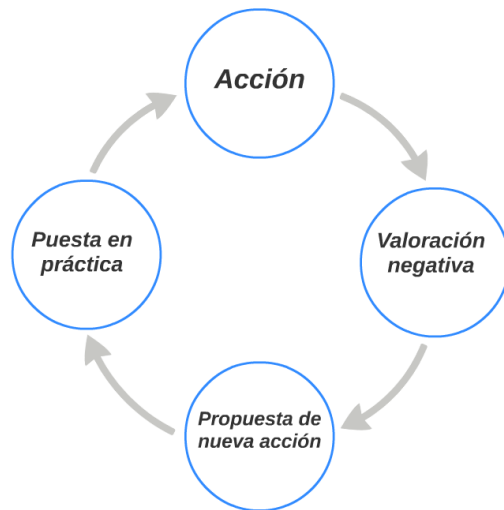 Acción
Valoración
negativa
Propuesta de
nueva acción
Puesta en
práctica